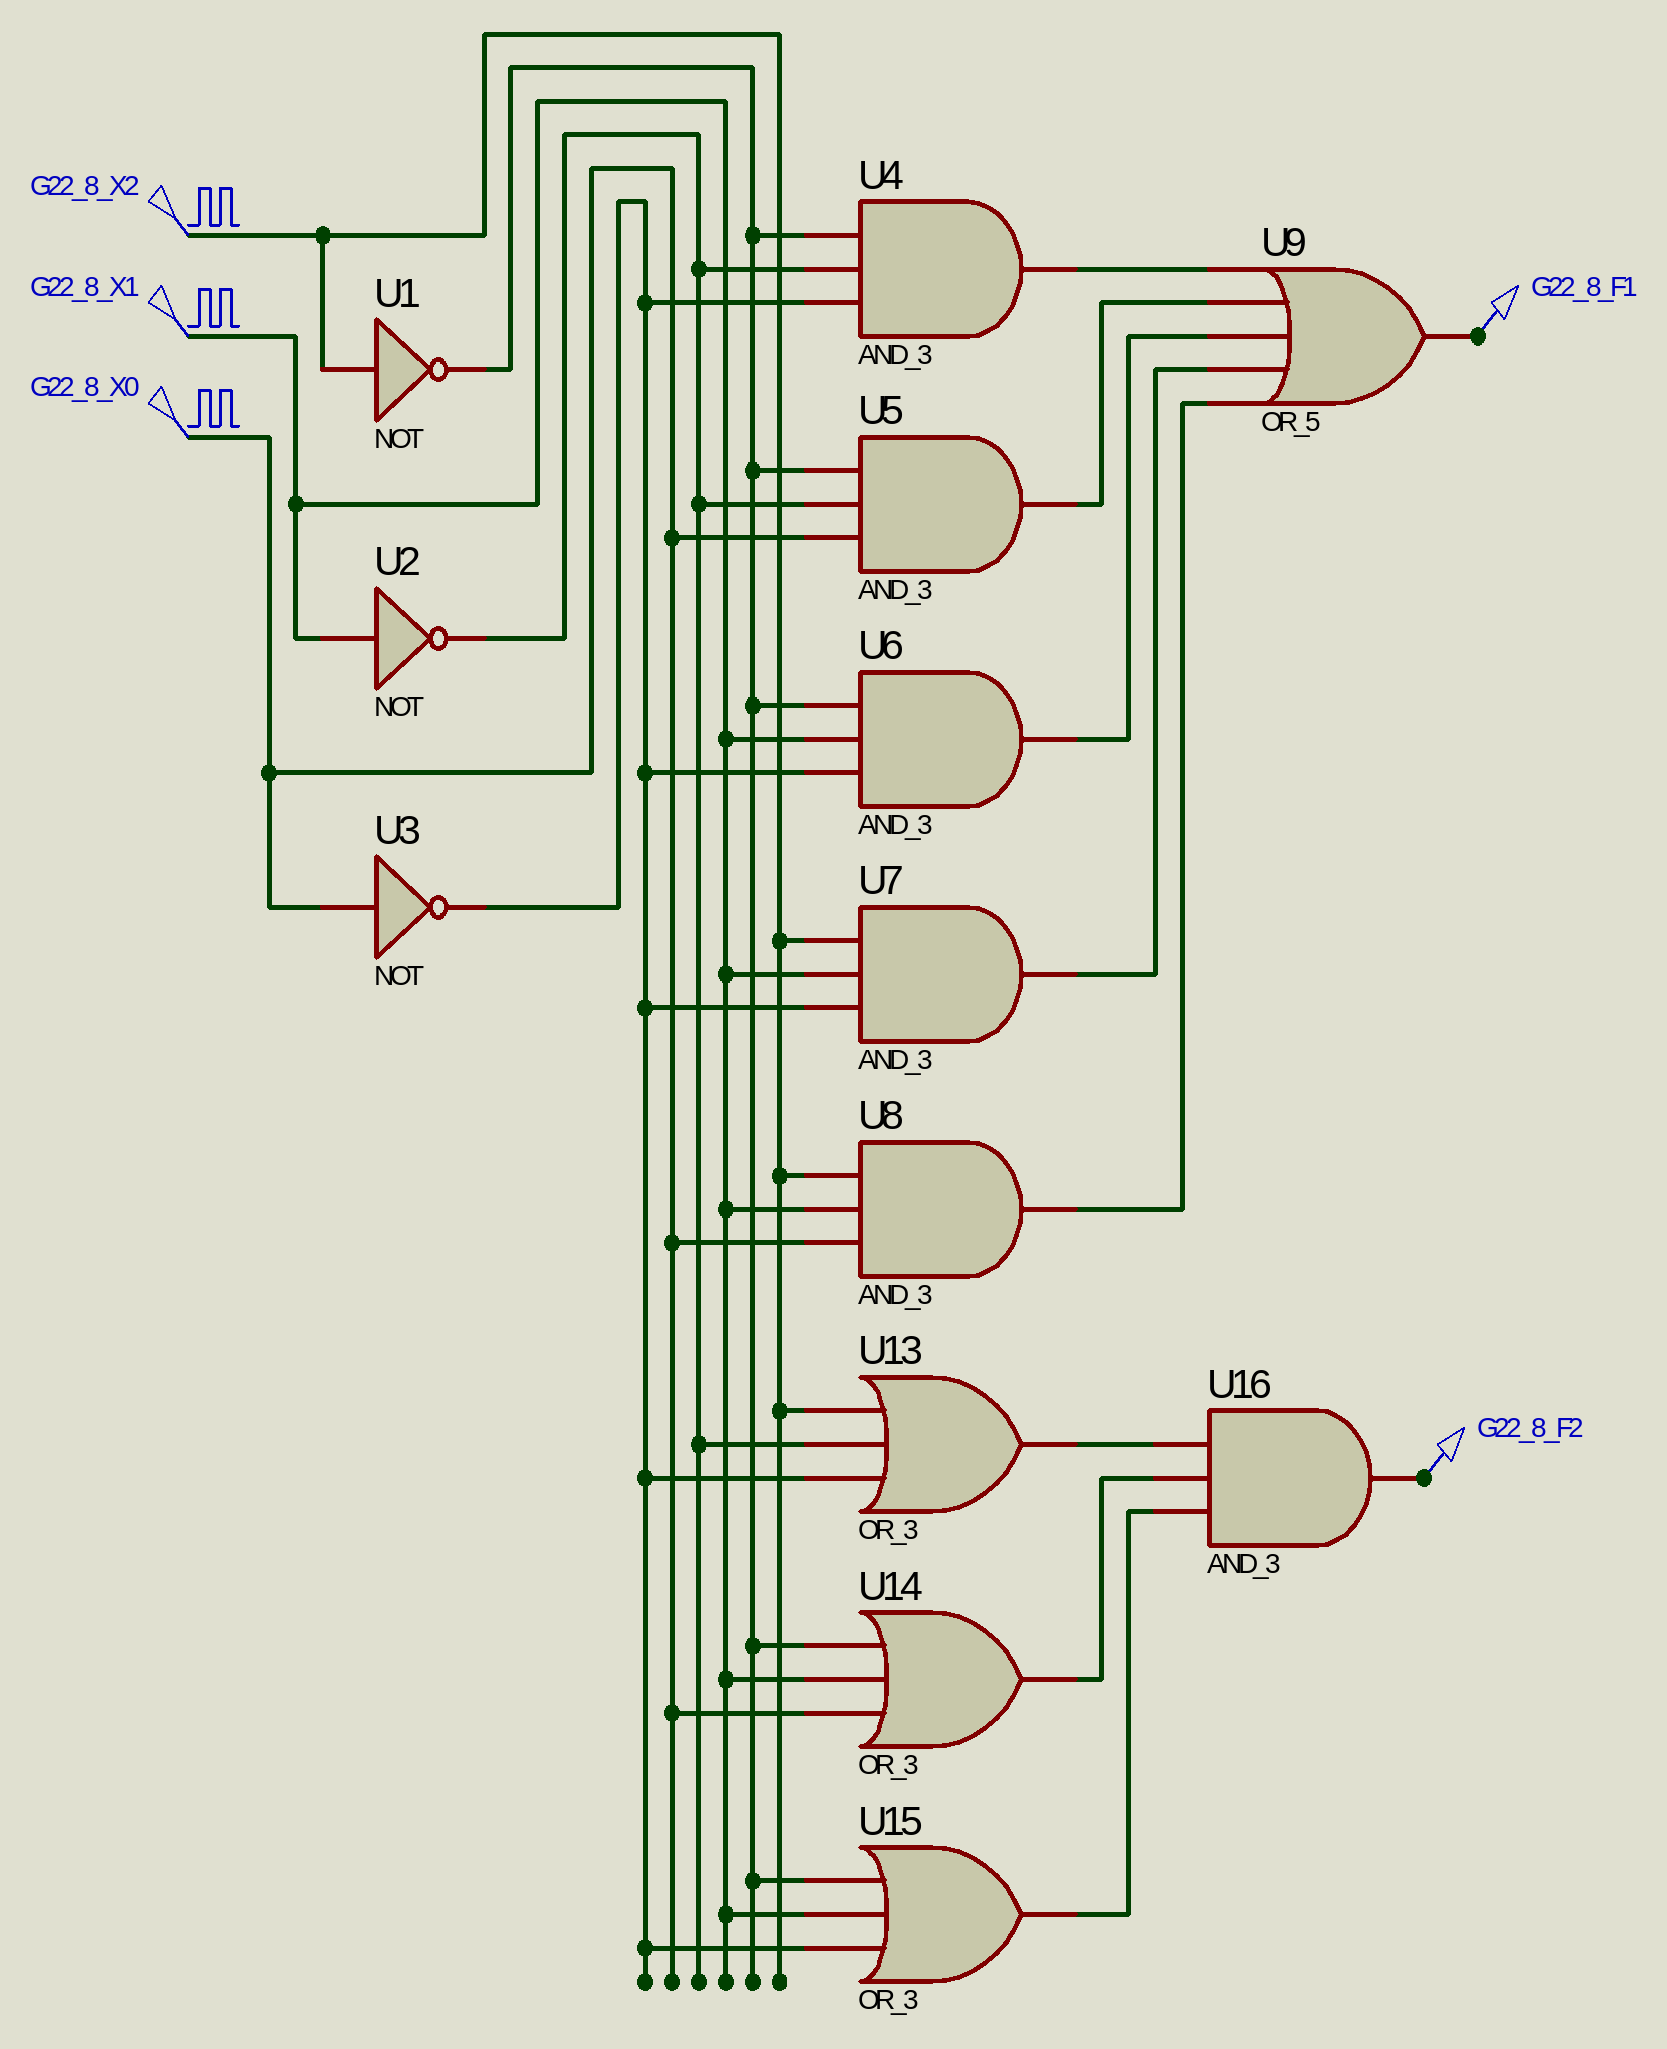 G22_8_X2
G22_8_X1
G22_8_X0
U1
NOT
U2
NOT
U3
NOT
U4
AND_3
U5
AND_3
U6
AND_3
U7
AND_3
U8
AND_3
U9
OR_5
G22_8_F1
U13
OR_3
U14
OR_3
U15
OR_3
U16
AND_3
G22_8_F2